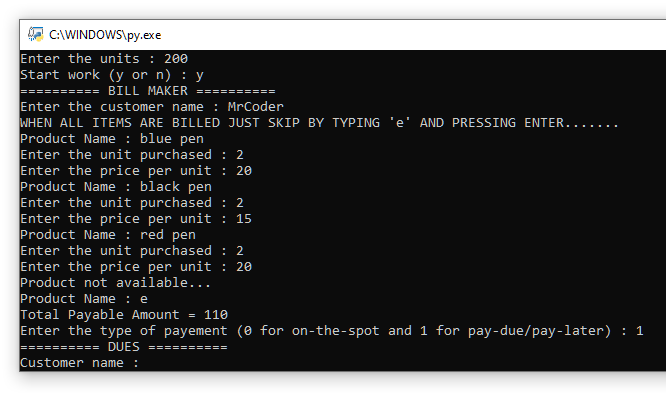 C:\WINDOWS\py.exe
Enter the units : 200
Start work (y or n) : y
========== BILL MAKER ==========
Enter the customer name : MrCoder
WHEN ALL ITEMS ARE BILLED JUST SKIP BY TYPING 'e' AND PRESSING ENTER.......
Product Name : blue pen
Enter the unit purchased : 2
Enter the price per unit : 20
Product Name : black pen
Enter the unit purchased : 2
Enter the price per unit : 15
Product Name : red pen
Enter the unit purchased : 2
Enter the price per unit : 20
Product not available...
Product Name : e
Total Payable Amount = 110
Enter the type of payement (0 for on-the-spot and 1 for pay-due/pay-later) : 1
========== DUES ==========
Customer name :